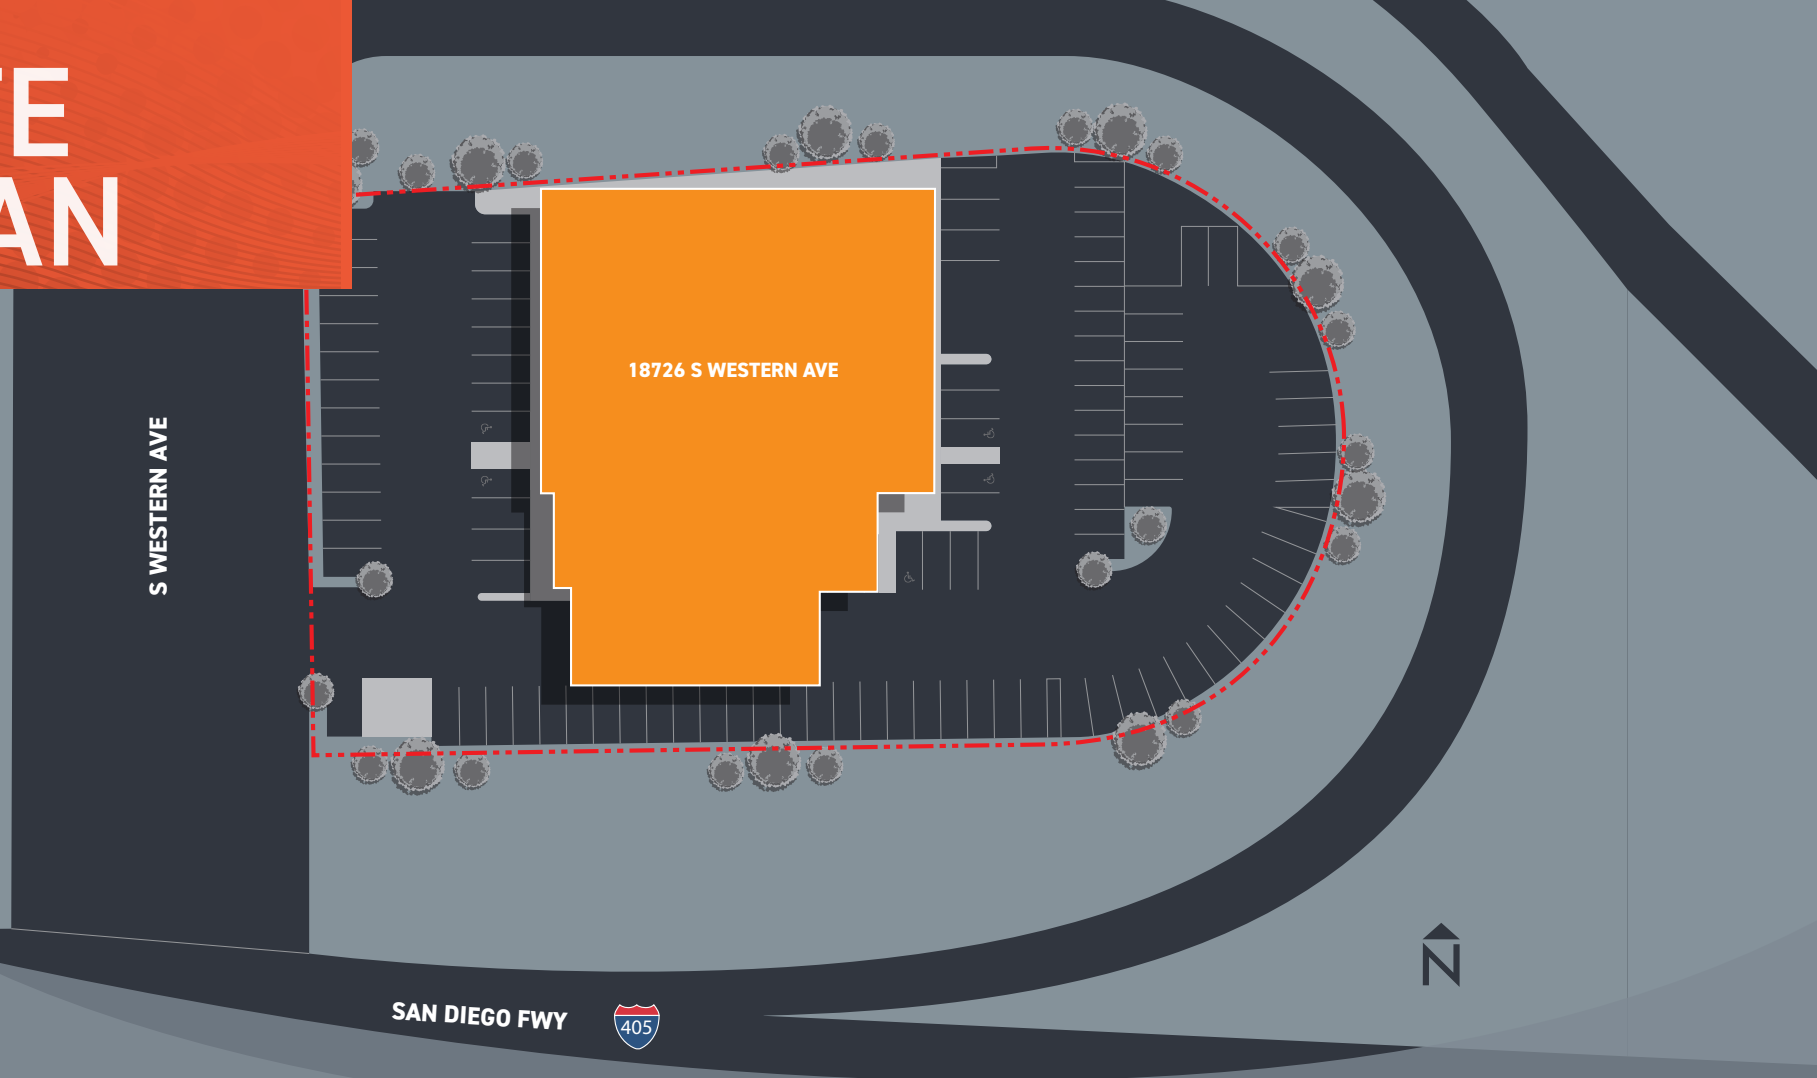 TE
AN
18726 S WESTERN AVE
S WESTERN AVE
SAN DIEGO FWY
405
N